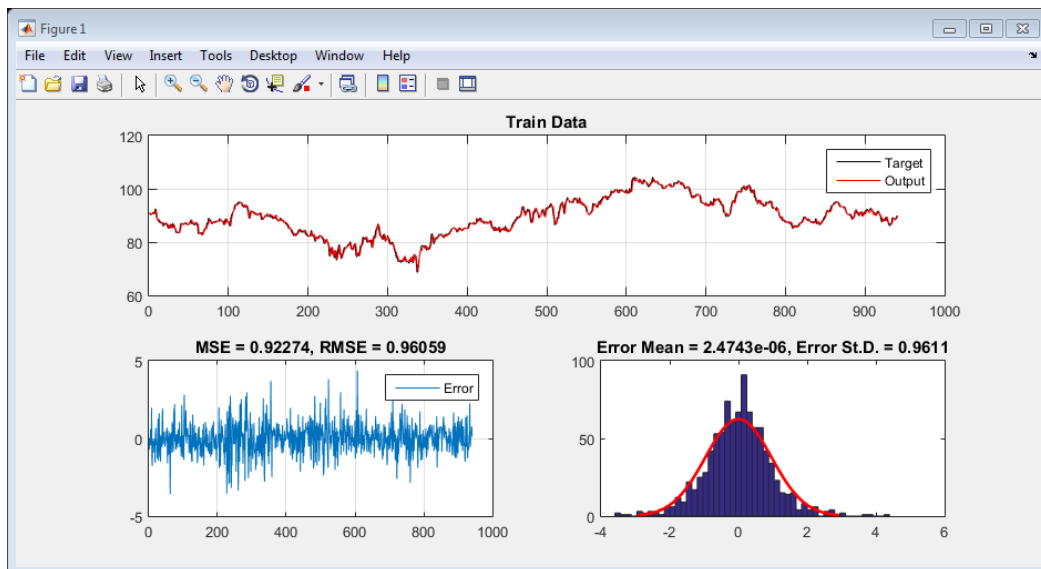 Figure 1
File Edit View Insert Tools Desktop Window Help
Train Data
120
100
80
60
0 100 200 300 400 500 600 700 800 900 1000
Target
Output
MSE = 0.92274, RMSE = 0.96059
5
0
-5
0 200 400 600 800 1000
Error
Error Mean = 2.4743e-06, Error St.D. = 0.9611
100
50
0
-4 -2 0 2 4 6